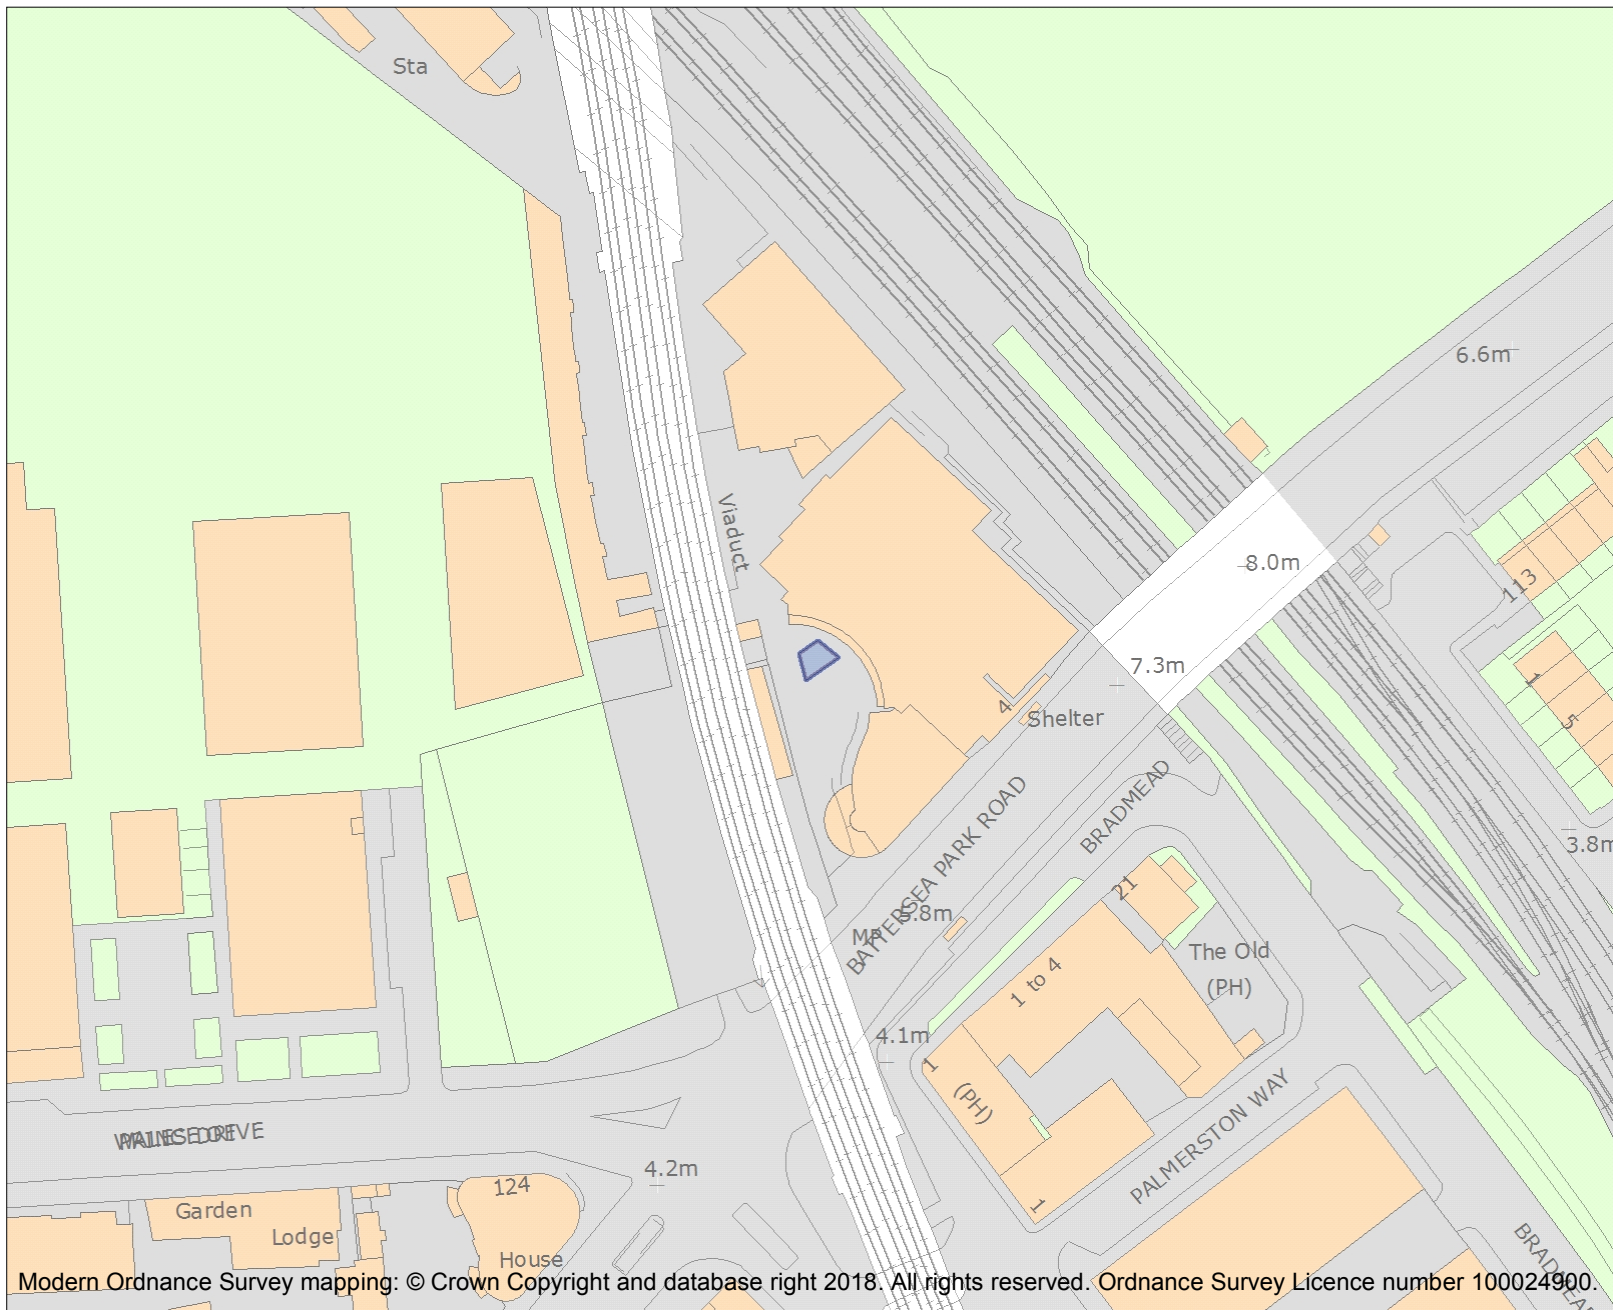 Sta
6.6m
Viaduct
8.0m
113
7.3m
1
4
Shelter
5
BATTERSEA PARK ROAD
BRADMEAD
3.8m
21
5.8m
MP
The Old
(PH)
1 to 4
4.1m
1
(PH)
PALMERSTON WAY
4.2m
124
1
Garden
Lodge
House
BRADMEAD
Modern Ordnance Survey mapping: © Crown Copyright and database right 2018. All rights reserved. Ordnance Survey Licence number 100024900.